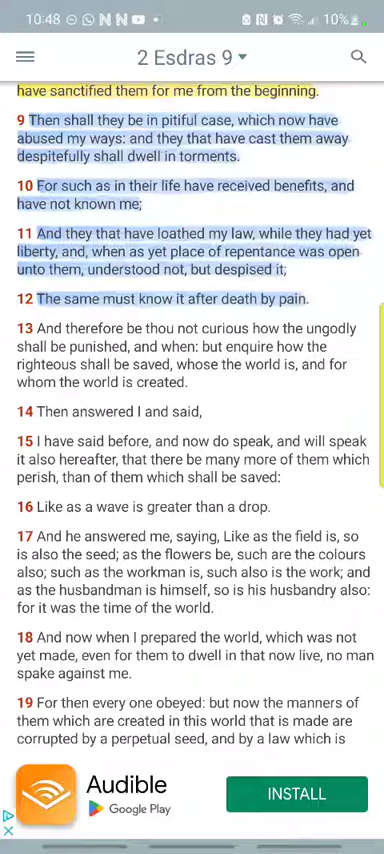 10:48
10%
2 Esdras 9
have sanctified them for me from the beginning.
9 Then shall they be in pitiful case, which now have
abused my ways: and they that have cast them away
despitefully shall dwell in torments.
10 For such as in their life have received benefits, and
have not known me;
11 And they that have loathed my law, while they had yet
liberty, and, when as yet place of repentance was open
unto them, understood not, but despised it;
12 The same must know it after death by pain.
13 And therefore be thou not curious how the ungodly
shall be punished, and when: but enquire how the
righteous shall be saved, whose the world is, and for
whom the world is created.
14 Then answered I and said,
15 I have said before, and now do speak, and will speak
it also hereafter, that there be many more of them which
perish, than of them which shall be saved:
16 Like as a wave is greater than a drop.
17 And he answered me, saying, Like as the field is, so
is also the seed; as the flowers be, such are the colours
also; such as the workman is, such also is the work; and
as the husbandman is himself, so is his husbandry also:
for it was the time of the world.
18 And now when I prepared the world, which was not
yet made, even for them to dwell in that now live, no man
spake against me.
19 For then every one obeyed: but now the manners of
them which are created in this world that is made are
corrupted by a perpetual seed, and by a law which is
Audible
Google Play
INSTALL